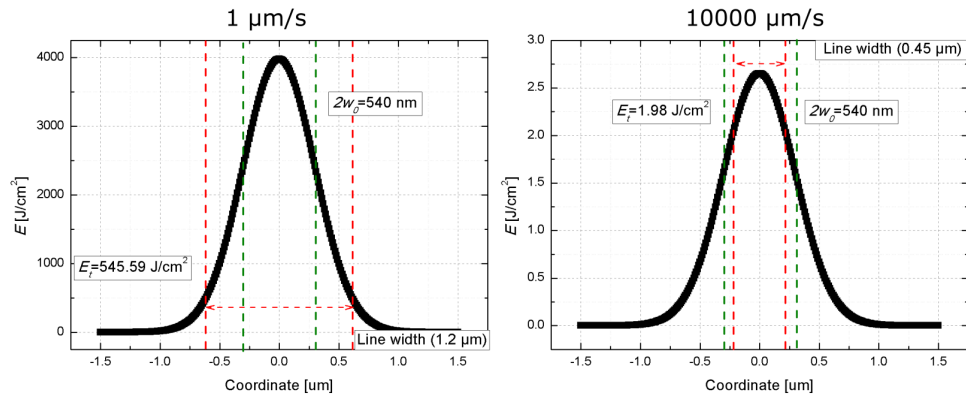 1 µm/s
4000
3000
2000
1000
0
E [J/cm²]
2w₀=540 nm
Eₜ=545.59 J/cm²
Line width (1.2 µm)
-1.5 -1.0 -0.5 0.0 0.5 1.0 1.5
Coordinate [um]
10000 µm/s
3.0
2.5
2.0
1.5
1.0
0.5
0.0
E [J/cm²]
Line width (0.45 µm)
Eₜ=1.98 J/cm²
2w₀=540 nm
-1.5 -1.0 -0.5 0.0 0.5 1.0 1.5
Coordinate [um]